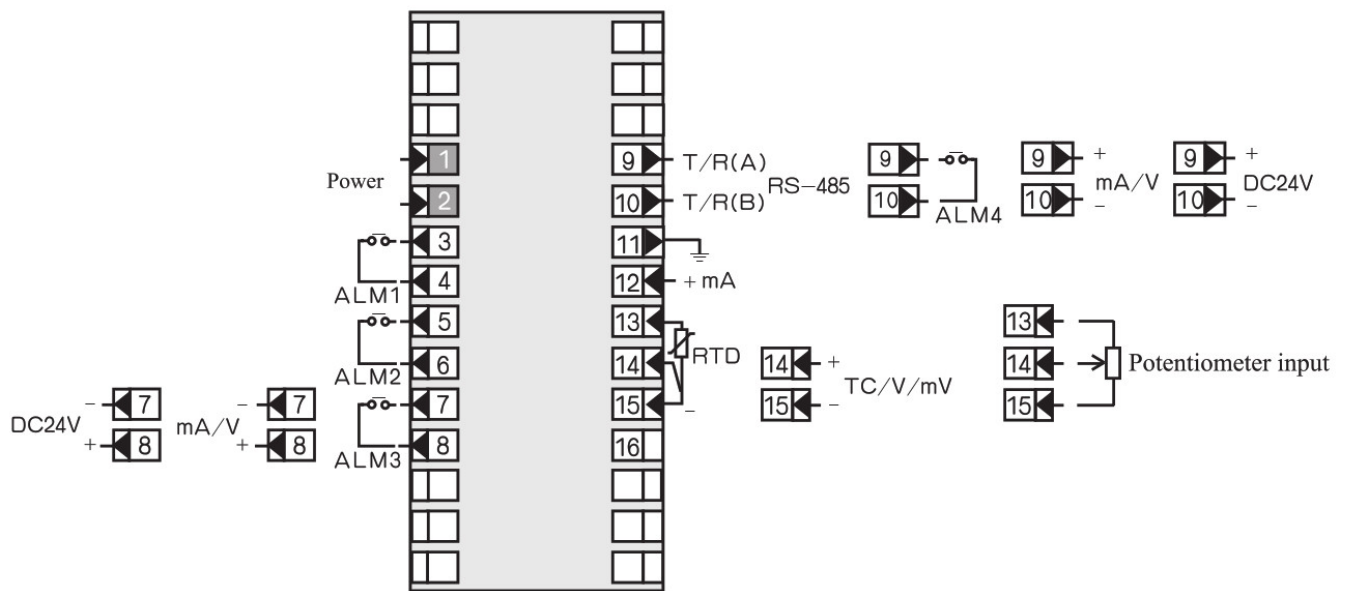 1
Power
2
3
4
ALM1
5
6
ALM2
7
8
ALM3
DC24V
- 7
+ 8
mA/V
- 7
+ 8
9 T/R(A)
10 T/R(B)
RS-485
9
10
ALM4
9 +
10 -
mA/V
9 +
10 -
DC24V
11
12 + mA
13
14
15 -
RTD
16
14 +
15 -
TC/V/mV
13
14
15
Potentiometer input